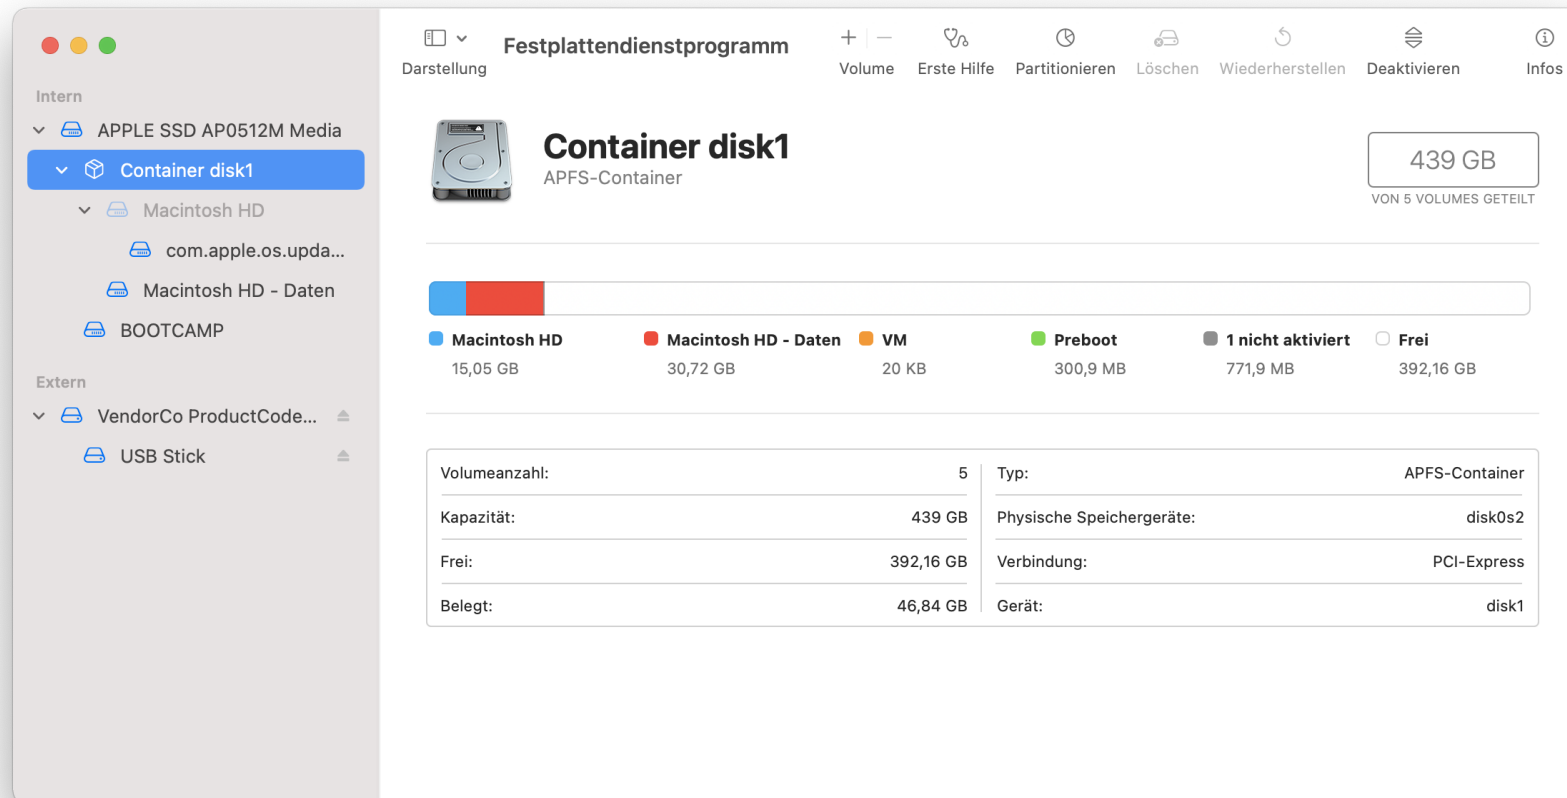 Darstellung
Festplattendienstprogramm
Volume
Erste Hilfe
Partitionieren
Löschen
Wiederherstellen
Deaktivieren
Infos
Intern
APPLE SSD AP0512M Media
Container disk1
Macintosh HD
com.apple.os.upda...
Macintosh HD - Daten
BOOTCAMP
Extern
VendorCo ProductCode...
USB Stick
Container disk1
APFS-Container
439 GB
VON 5 VOLUMES GETEILT
Macintosh HD
15,05 GB
Macintosh HD - Daten
30,72 GB
VM
20 KB
Preboot
300,9 MB
1 nicht aktiviert
771,9 MB
Frei
392,16 GB
Volumeanzahl: 5
Kapazität: 439 GB
Frei: 392,16 GB
Belegt: 46,84 GB
Typ: APFS-Container
Physische Speichergeräte: disk0s2
Verbindung: PCI-Express
Gerät: disk1